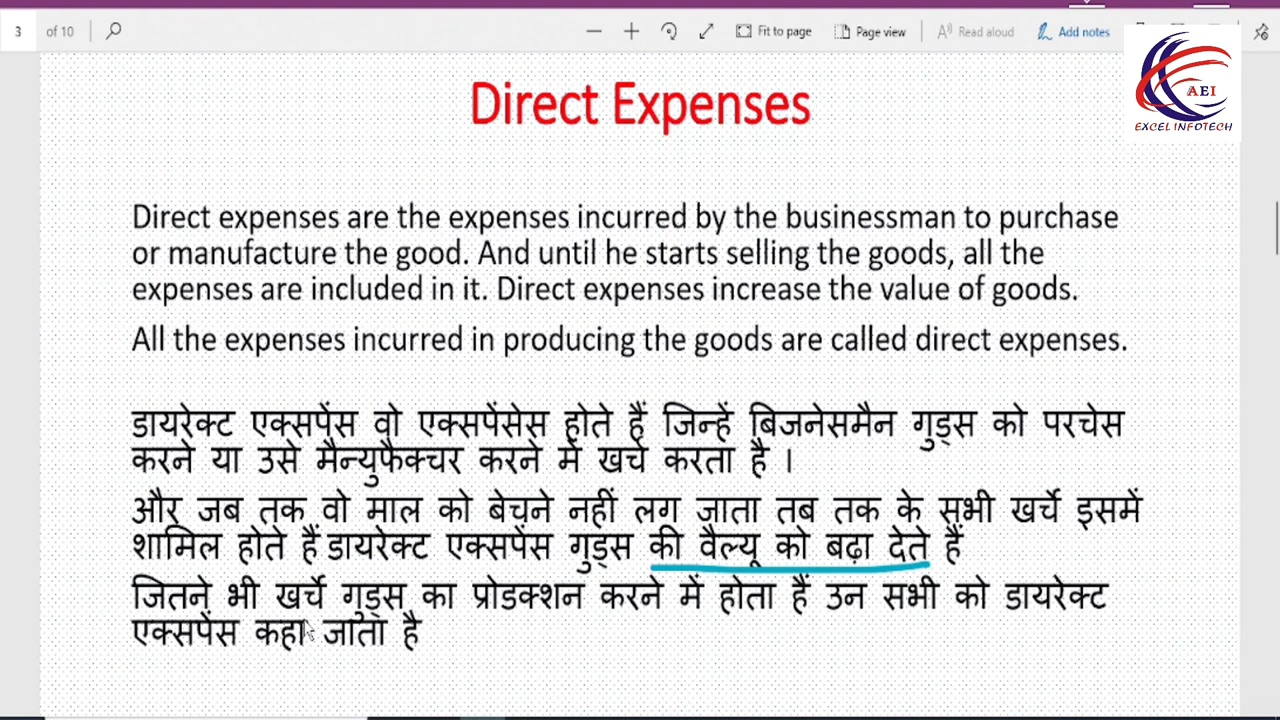 3 of 10 Fit to page Page view Read aloud Add notes
AEI
EXCEL INFOTECH
Direct Expenses
Direct expenses are the expenses incurred by the businessman to purchase
or manufacture the good. And until he starts selling the goods, all the
expenses are included in it. Direct expenses increase the value of goods.
All the expenses incurred in producing the goods are called direct expenses.
डायरेक्ट एक्सपेंस वो एक्सपेंसेस होते हैं जिन्हें बिजनेसमैन गुड्स को परचेस
करने या उसे मैन्युफैक्चर करने में खर्च करता है ।
और जब तक वो माल को बेचने नहीं लग जाता तब तक के सभी खर्चे इसमें
शामिल होते हैं डायरेक्ट एक्सपेंस गुड्स की वैल्यू को बढ़ा देते हैं
जितने भी खर्चे गुड्स का प्रोडक्शन करने में होता हैं उन सभी को डायरेक्ट
एक्सपेंस कहा जाता है